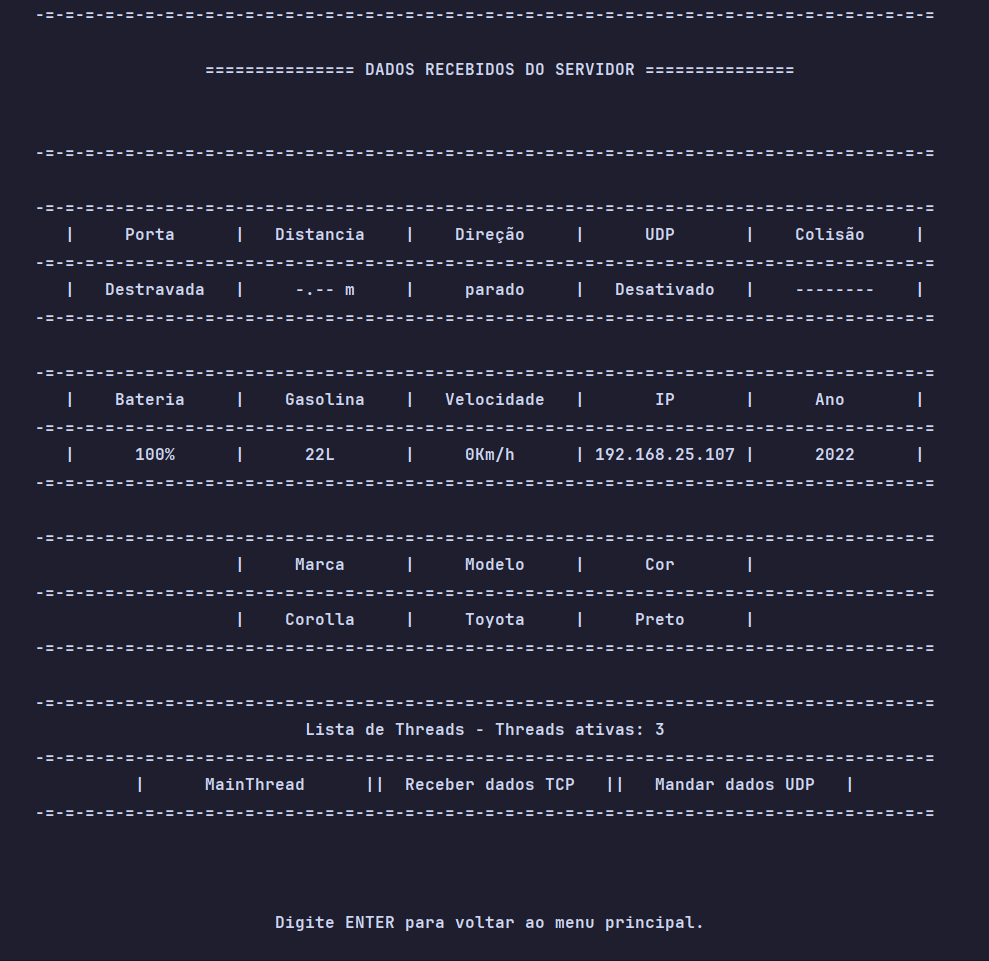 -=-=-=-=-=-=-=-=-=-=-=-=-=-=-=-=-=-=-=-=-=-=-=-=-=-=-=-=-=-=-=-=-=-=-=-=-=-=-=-=-=-=-=-=-=
=============== DADOS RECEBIDOS DO SERVIDOR ===============
-=-=-=-=-=-=-=-=-=-=-=-=-=-=-=-=-=-=-=-=-=-=-=-=-=-=-=-=-=-=-=-=-=-=-=-=-=-=-=-=-=-=-=-=-=
-=-=-=-=-=-=-=-=-=-=-=-=-=-=-=-=-=-=-=-=-=-=-=-=-=-=-=-=-=-=-=-=-=-=-=-=-=-=-=-=-=-=-=-=-=
| Porta | Distancia | Direção | UDP | Colisão |
-=-=-=-=-=-=-=-=-=-=-=-=-=-=-=-=-=-=-=-=-=-=-=-=-=-=-=-=-=-=-=-=-=-=-=-=-=-=-=-=-=-=-=-=-=
| Destravada | -.-- m | parado | Desativado | -------- |
-=-=-=-=-=-=-=-=-=-=-=-=-=-=-=-=-=-=-=-=-=-=-=-=-=-=-=-=-=-=-=-=-=-=-=-=-=-=-=-=-=-=-=-=-=
-=-=-=-=-=-=-=-=-=-=-=-=-=-=-=-=-=-=-=-=-=-=-=-=-=-=-=-=-=-=-=-=-=-=-=-=-=-=-=-=-=-=-=-=-=
| Bateria | Gasolina | Velocidade | IP | Ano |
-=-=-=-=-=-=-=-=-=-=-=-=-=-=-=-=-=-=-=-=-=-=-=-=-=-=-=-=-=-=-=-=-=-=-=-=-=-=-=-=-=-=-=-=-=
| 100% | 22L | 0Km/h | 192.168.25.107 | 2022 |
-=-=-=-=-=-=-=-=-=-=-=-=-=-=-=-=-=-=-=-=-=-=-=-=-=-=-=-=-=-=-=-=-=-=-=-=-=-=-=-=-=-=-=-=-=
-=-=-=-=-=-=-=-=-=-=-=-=-=-=-=-=-=-=-=-=-=-=-=-=-=-=-=-=-=-=-=-=-=-=-=-=-=-=-=-=-=-=-=-=-=
| Marca | Modelo | Cor |
-=-=-=-=-=-=-=-=-=-=-=-=-=-=-=-=-=-=-=-=-=-=-=-=-=-=-=-=-=-=-=-=-=-=-=-=-=-=-=-=-=-=-=-=-=
| Corolla | Toyota | Preto |
-=-=-=-=-=-=-=-=-=-=-=-=-=-=-=-=-=-=-=-=-=-=-=-=-=-=-=-=-=-=-=-=-=-=-=-=-=-=-=-=-=-=-=-=-=
-=-=-=-=-=-=-=-=-=-=-=-=-=-=-=-=-=-=-=-=-=-=-=-=-=-=-=-=-=-=-=-=-=-=-=-=-=-=-=-=-=-=-=-=-=
Lista de Threads - Threads ativas: 3
-=-=-=-=-=-=-=-=-=-=-=-=-=-=-=-=-=-=-=-=-=-=-=-=-=-=-=-=-=-=-=-=-=-=-=-=-=-=-=-=-=-=-=-=-=
| MainThread || Receber dados TCP || Mandar dados UDP |
-=-=-=-=-=-=-=-=-=-=-=-=-=-=-=-=-=-=-=-=-=-=-=-=-=-=-=-=-=-=-=-=-=-=-=-=-=-=-=-=-=-=-=-=-=
Digite ENTER para voltar ao menu principal.